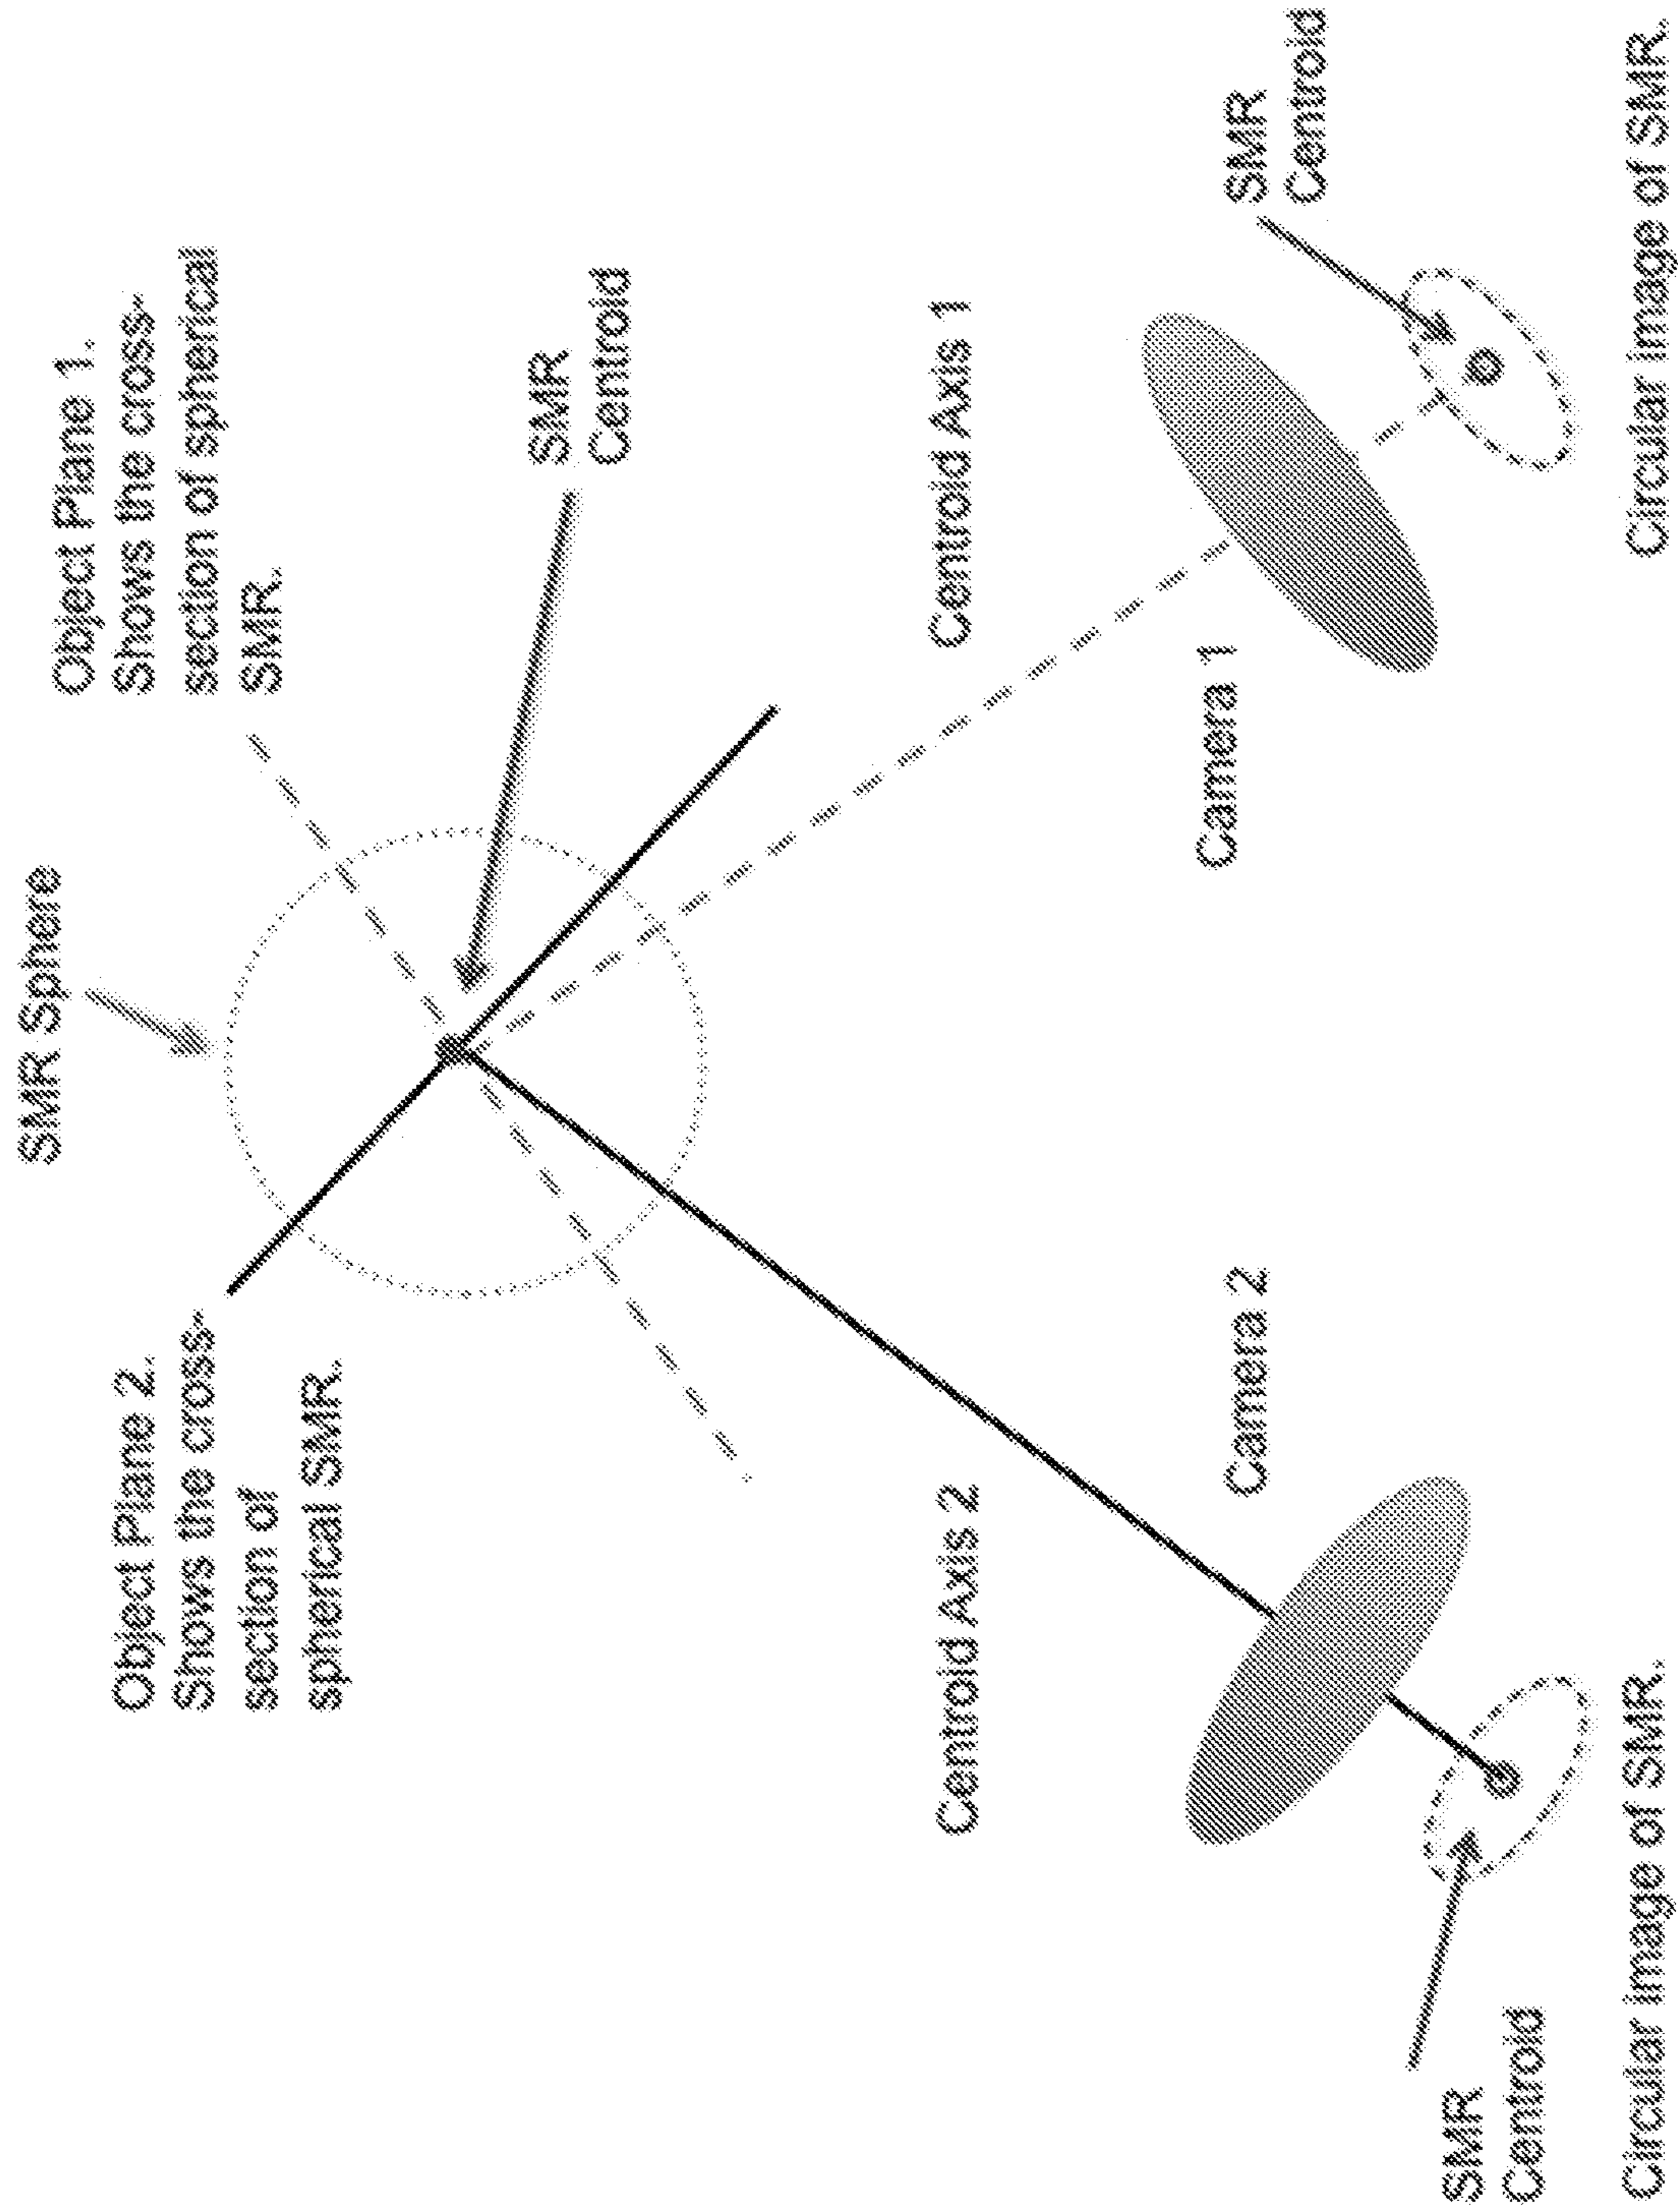 SMR Sphere
Object Plane 2.
Shows the cross-
section of
spherical SMR.
Object Plane 1.
Shows the cross-
section of spherical
SMR.
SMR
Centroid
Centroid Axis 2
Centroid Axis 1
Camera 2
Camera 1
SMR
Centroid
SMR
Centroid
Circular image of SMR.
Circular image of SMR.